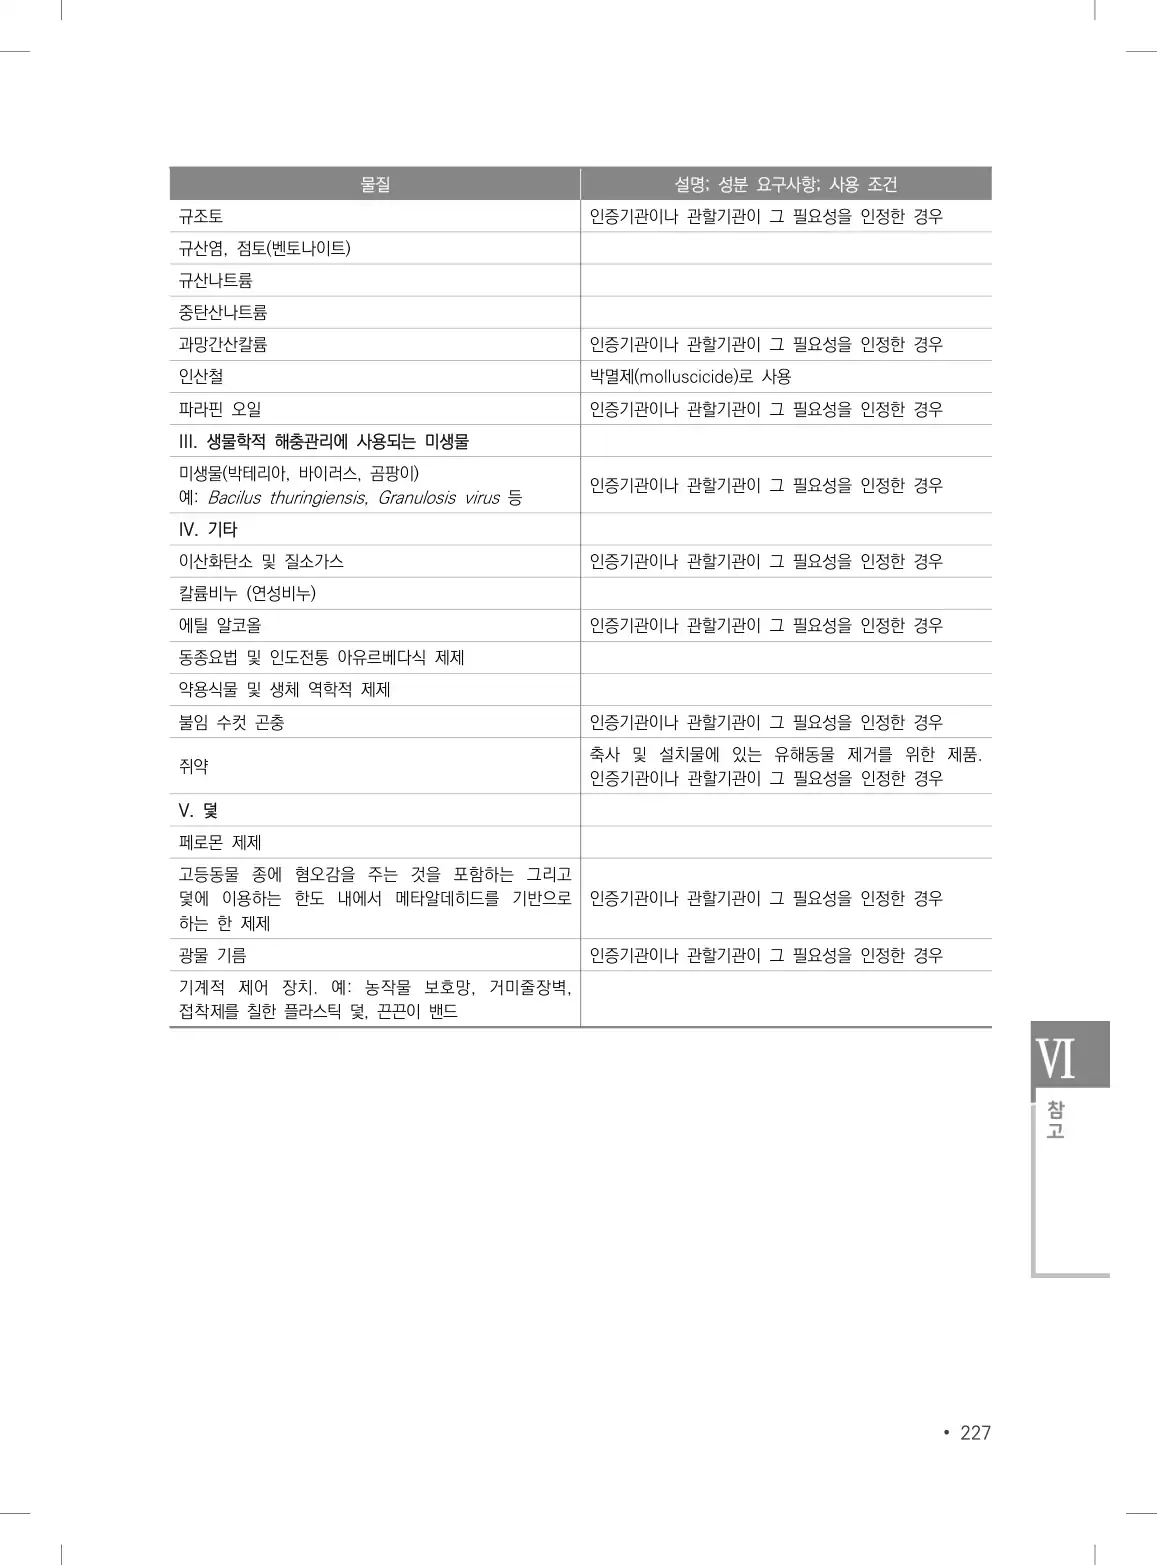 물질 설명; 성분 요구사항; 사용 조건
규조토 인증기관이나 관할기관이 그 필요성을 인정한 경우
규산염, 점토(벤토나이트)
규산나트륨
중탄산나트륨
과망간산칼륨 인증기관이나 관할기관이 그 필요성을 인정한 경우
인산철 박멸제(molluscicide)로 사용
파라핀 오일 인증기관이나 관할기관이 그 필요성을 인정한 경우
III. 생물학적 해충관리에 사용되는 미생물
미생물(박테리아, 바이러스, 곰팡이)
예: Bacilus thuringiensis, Granulosis virus 등
인증기관이나 관할기관이 그 필요성을 인정한 경우
IV. 기타
이산화탄소 및 질소가스 인증기관이나 관할기관이 그 필요성을 인정한 경우
칼륨비누 (연성비누)
에틸 알코올 인증기관이나 관할기관이 그 필요성을 인정한 경우
동종요법 및 인도전통 아유르베다식 제제
약용식물 및 생체 역학적 제제
불임 수컷 곤충 인증기관이나 관할기관이 그 필요성을 인정한 경우
쥐약
축사 및 설치물에 있는 유해동물 제거를 위한 제품.
인증기관이나 관할기관이 그 필요성을 인정한 경우
V. 덫
페로몬 제제
고등동물 종에 혐오감을 주는 것을 포함하는 그리고
덫에 이용하는 한도 내에서 메타알데히드를 기반으로
하는 한 제제
인증기관이나 관할기관이 그 필요성을 인정한 경우
광물 기름 인증기관이나 관할기관이 그 필요성을 인정한 경우
기계적 제어 장치. 예: 농작물 보호망, 거미줄장벽,
접착제를 칠한 플라스틱 덫, 끈끈이 밴드
Ⅵ
참
고
• 227